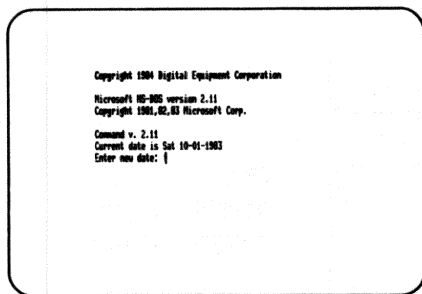 Copyright 1984 Digital Equipment Corporation
Microsoft MS-DOS version 2.11
Copyright 1981,82,83 Microsoft Corp.
Command v. 2.11
Current date is Sat 10-01-1983
Enter new date: